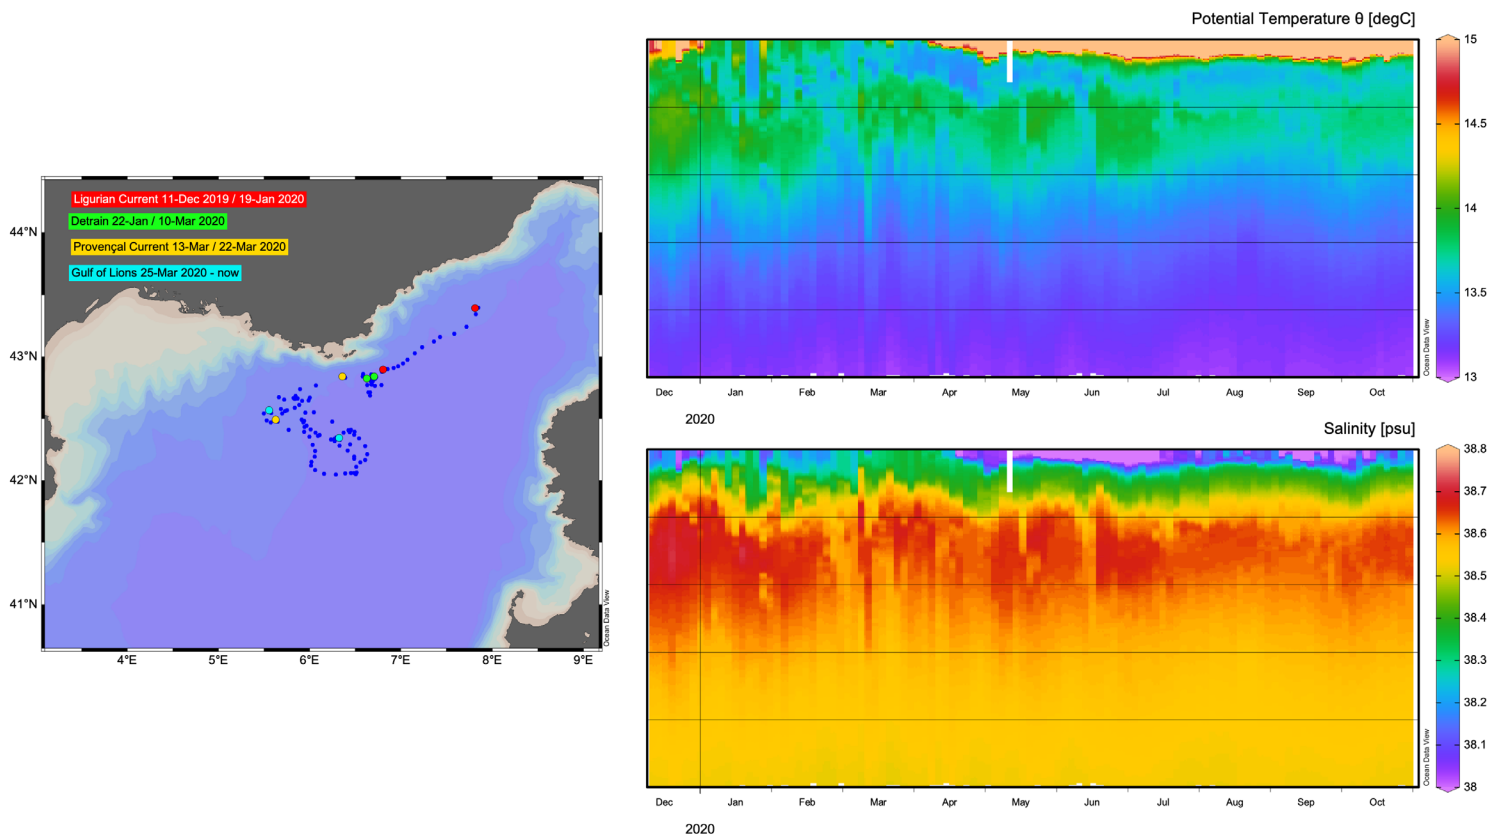 Ligurian Current 11-Dec 2019 / 19-Jan 2020
Detrain 22-Jan / 10-Mar 2020
Provençal Current 13-Mar / 22-Mar 2020
Gulf of Lions 25-Mar 2020 - now
44°N
43°N
42°N
41°N
4°E 5°E 6°E 7°E 8°E 9°E
Ocean Data View
Potential Temperature θ [degC]
15
14.5
14
13.5
13
Ocean Data View
Dec Jan Feb Mar Apr May Jun Jul Aug Sep Oct
2020
Salinity [psu]
38.8
38.7
38.6
38.5
38.4
38.3
38.2
38.1
38
Ocean Data View
Dec Jan Feb Mar Apr May Jun Jul Aug Sep Oct
2020